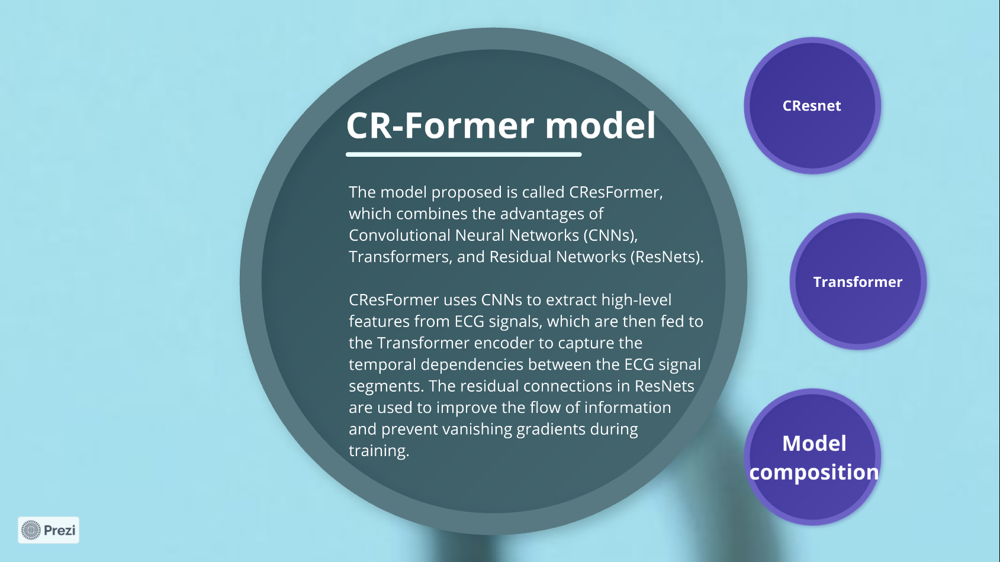 CR-Former model
The model proposed is called CResFormer,
which combines the advantages of
Convolutional Neural Networks (CNNs),
Transformers, and Residual Networks (ResNets).
CResFormer uses CNNs to extract high-level
features from ECG signals, which are then fed to
the Transformer encoder to capture the
temporal dependencies between the ECG signal
segments. The residual connections in ResNets
are used to improve the flow of information
and prevent vanishing gradients during
training.
CResnet
Transformer
Model
composition
Prezi